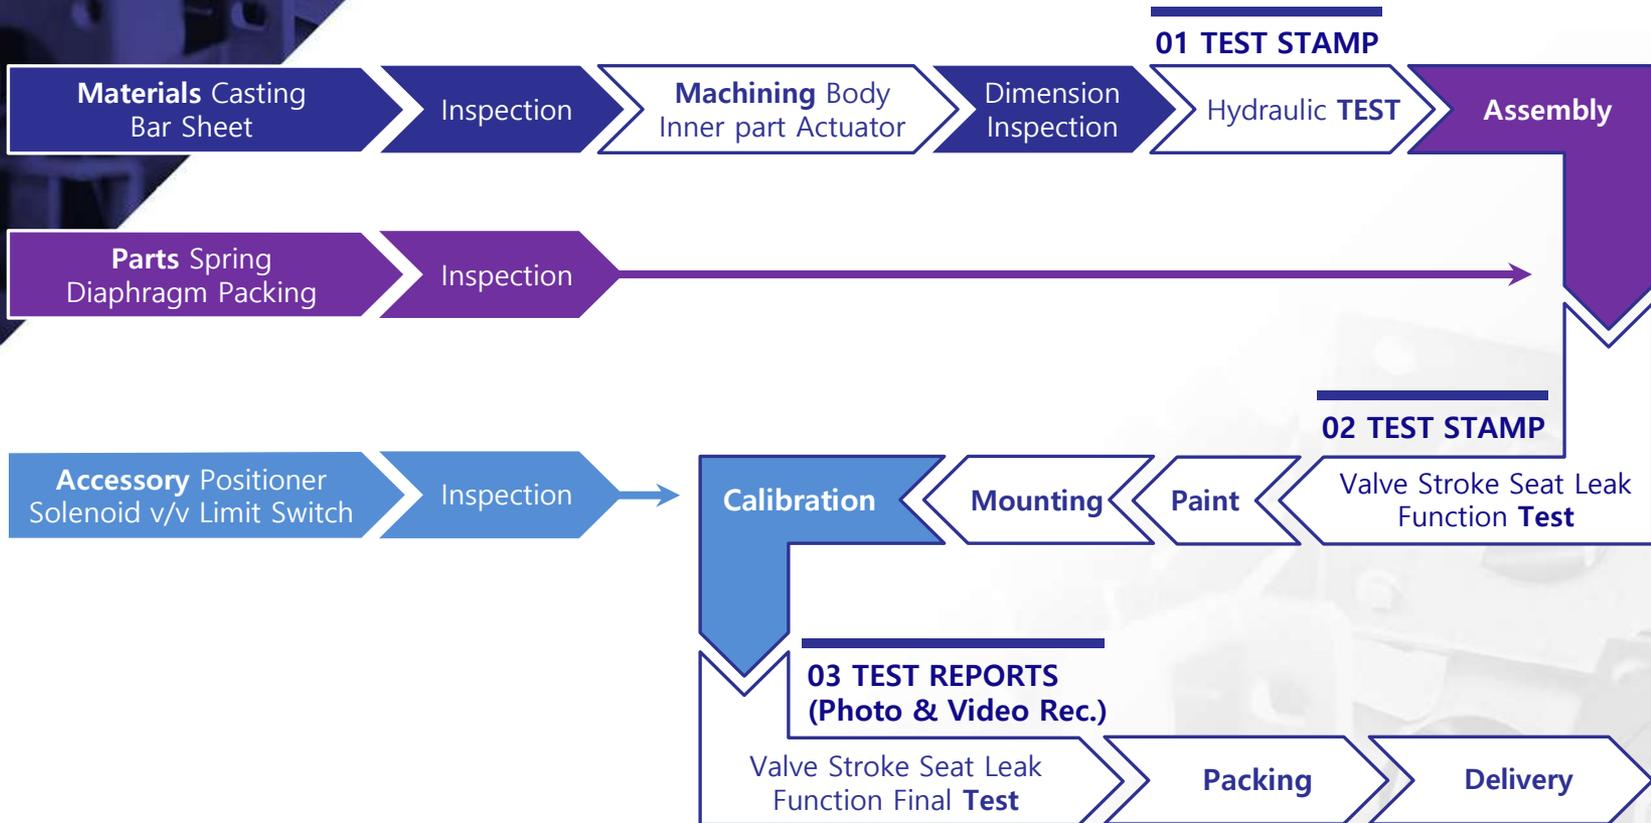 01 TEST STAMP
Materials Casting
Bar Sheet
Inspection
Machining Body
Inner part Actuator
Dimension
Inspection
Hydraulic TEST
Assembly
Parts Spring
Diaphragm Packing
Inspection
02 TEST STAMP
Accessory Positioner
Solenoid v/v Limit Switch
Inspection
Calibration
Mounting
Paint
Valve Stroke Seat Leak
Function Test
03 TEST REPORTS
(Photo & Video Rec.)
Valve Stroke Seat Leak
Function Final Test
Packing
Delivery